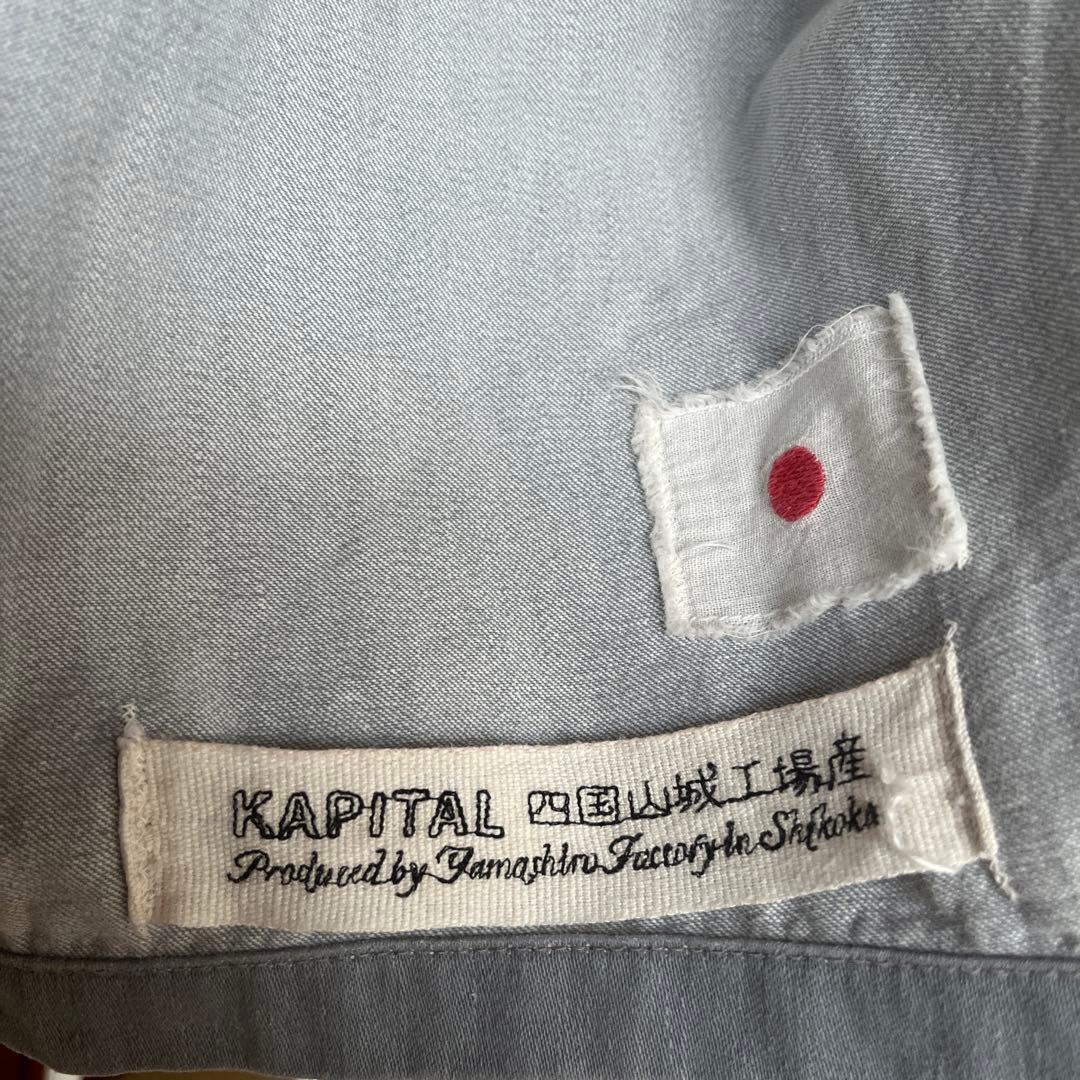 KAPITAL 四国山城工場産
Produced by Yamashiro Factory In Shikoku